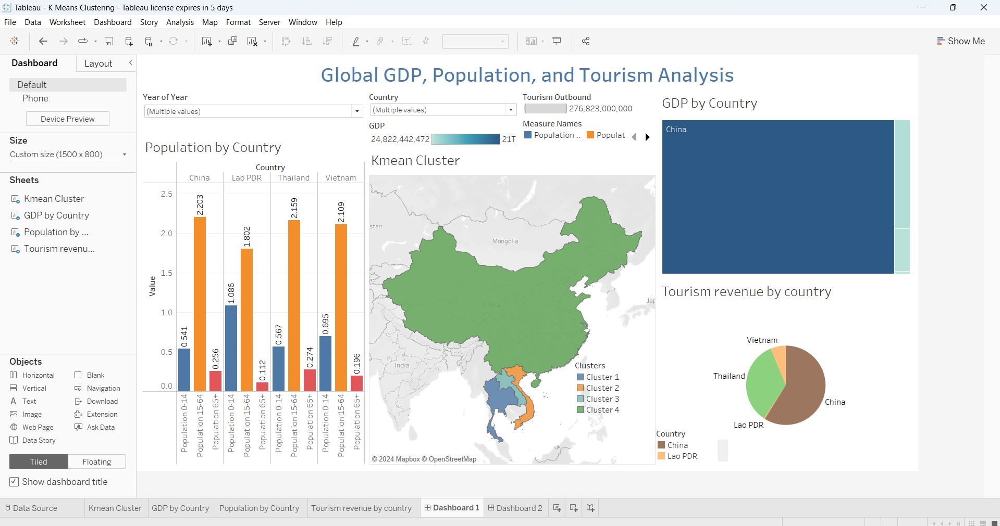 Tableau - K Means Clustering - Tableau license expires in 5 days
File Data Worksheet Dashboard Story Analysis Map Format Server Window Help
Show Me
Dashboard Layout
Default
Phone
Device Preview
Size
Custom size (1500 x 800)
Sheets
Kmean Cluster
GDP by Country
Population by ...
Tourism revenu...
Objects
Horizontal Blank
Vertical Navigation
Text Download
Image Extension
Web Page Ask Data
Data Story
Tiled Floating
Show dashboard title
Global GDP, Population, and Tourism Analysis
Year of Year
(Multiple values)
Country
(Multiple values)
GDP
24,822,442,472 21T
Tourism Outbound
276,823,000,000
Measure Names
Population .. Populat
Population by Country
Country
China Lao PDR Thailand Vietnam
Value
2.5
2.0
1.5
1.0
0.5
0.0
0.541
2.203
0.256
1.086
1.802
0.112
0.567
2.159
0.274
0.695
2.109
0.196
Population 0-14
Population 15-64
Population 65+
Population 0-14
Population 15-64
Population 65+
Population 0-14
Population 15-64
Population 65+
Population 0-14
Population 15-64
Population 65+
Kmean Cluster
stan
Mongolia
China
Jap
India
Clusters
Cluster 1
Cluster 2
Cluster 3
Cluster 4
© 2024 Mapbox © OpenStreetMap
GDP by Country
China
Tourism revenue by country
Vietnam
Thailand
China
Lao PDR
Country
China
Lao PDR
Data Source Kmean Cluster GDP by Country Population by Country Tourism revenue by country Dashboard 1 Dashboard 2